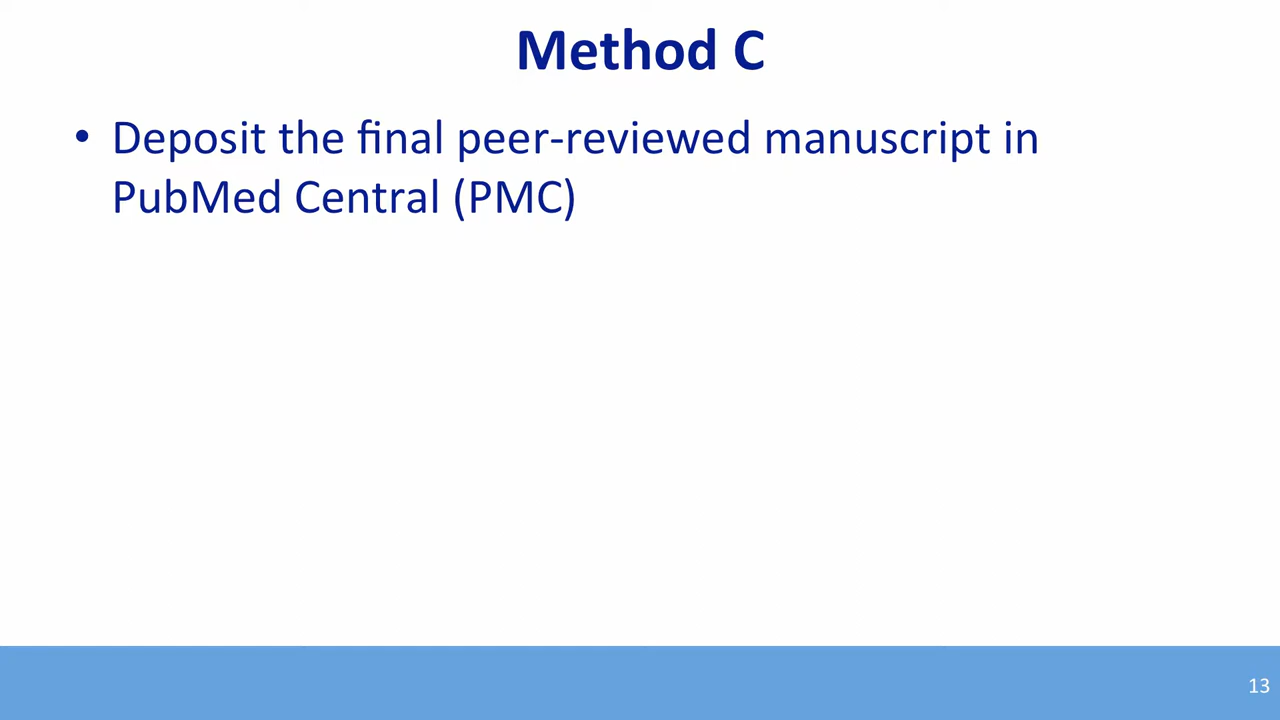 Method C
• Deposit the final peer-reviewed manuscript in
PubMed Central (PMC)
13